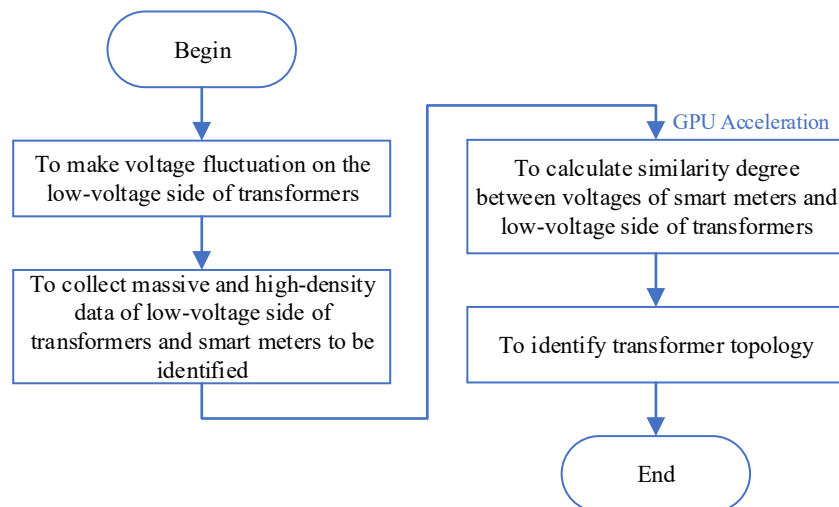 Begin
To make voltage fluctuation on the
low-voltage side of transformers
To collect massive and high-density
data of low-voltage side of
transformers and smart meters to be
identified
GPU Acceleration
To calculate similarity degree
between voltages of smart meters and
low-voltage side of transformers
To identify transformer topology
End